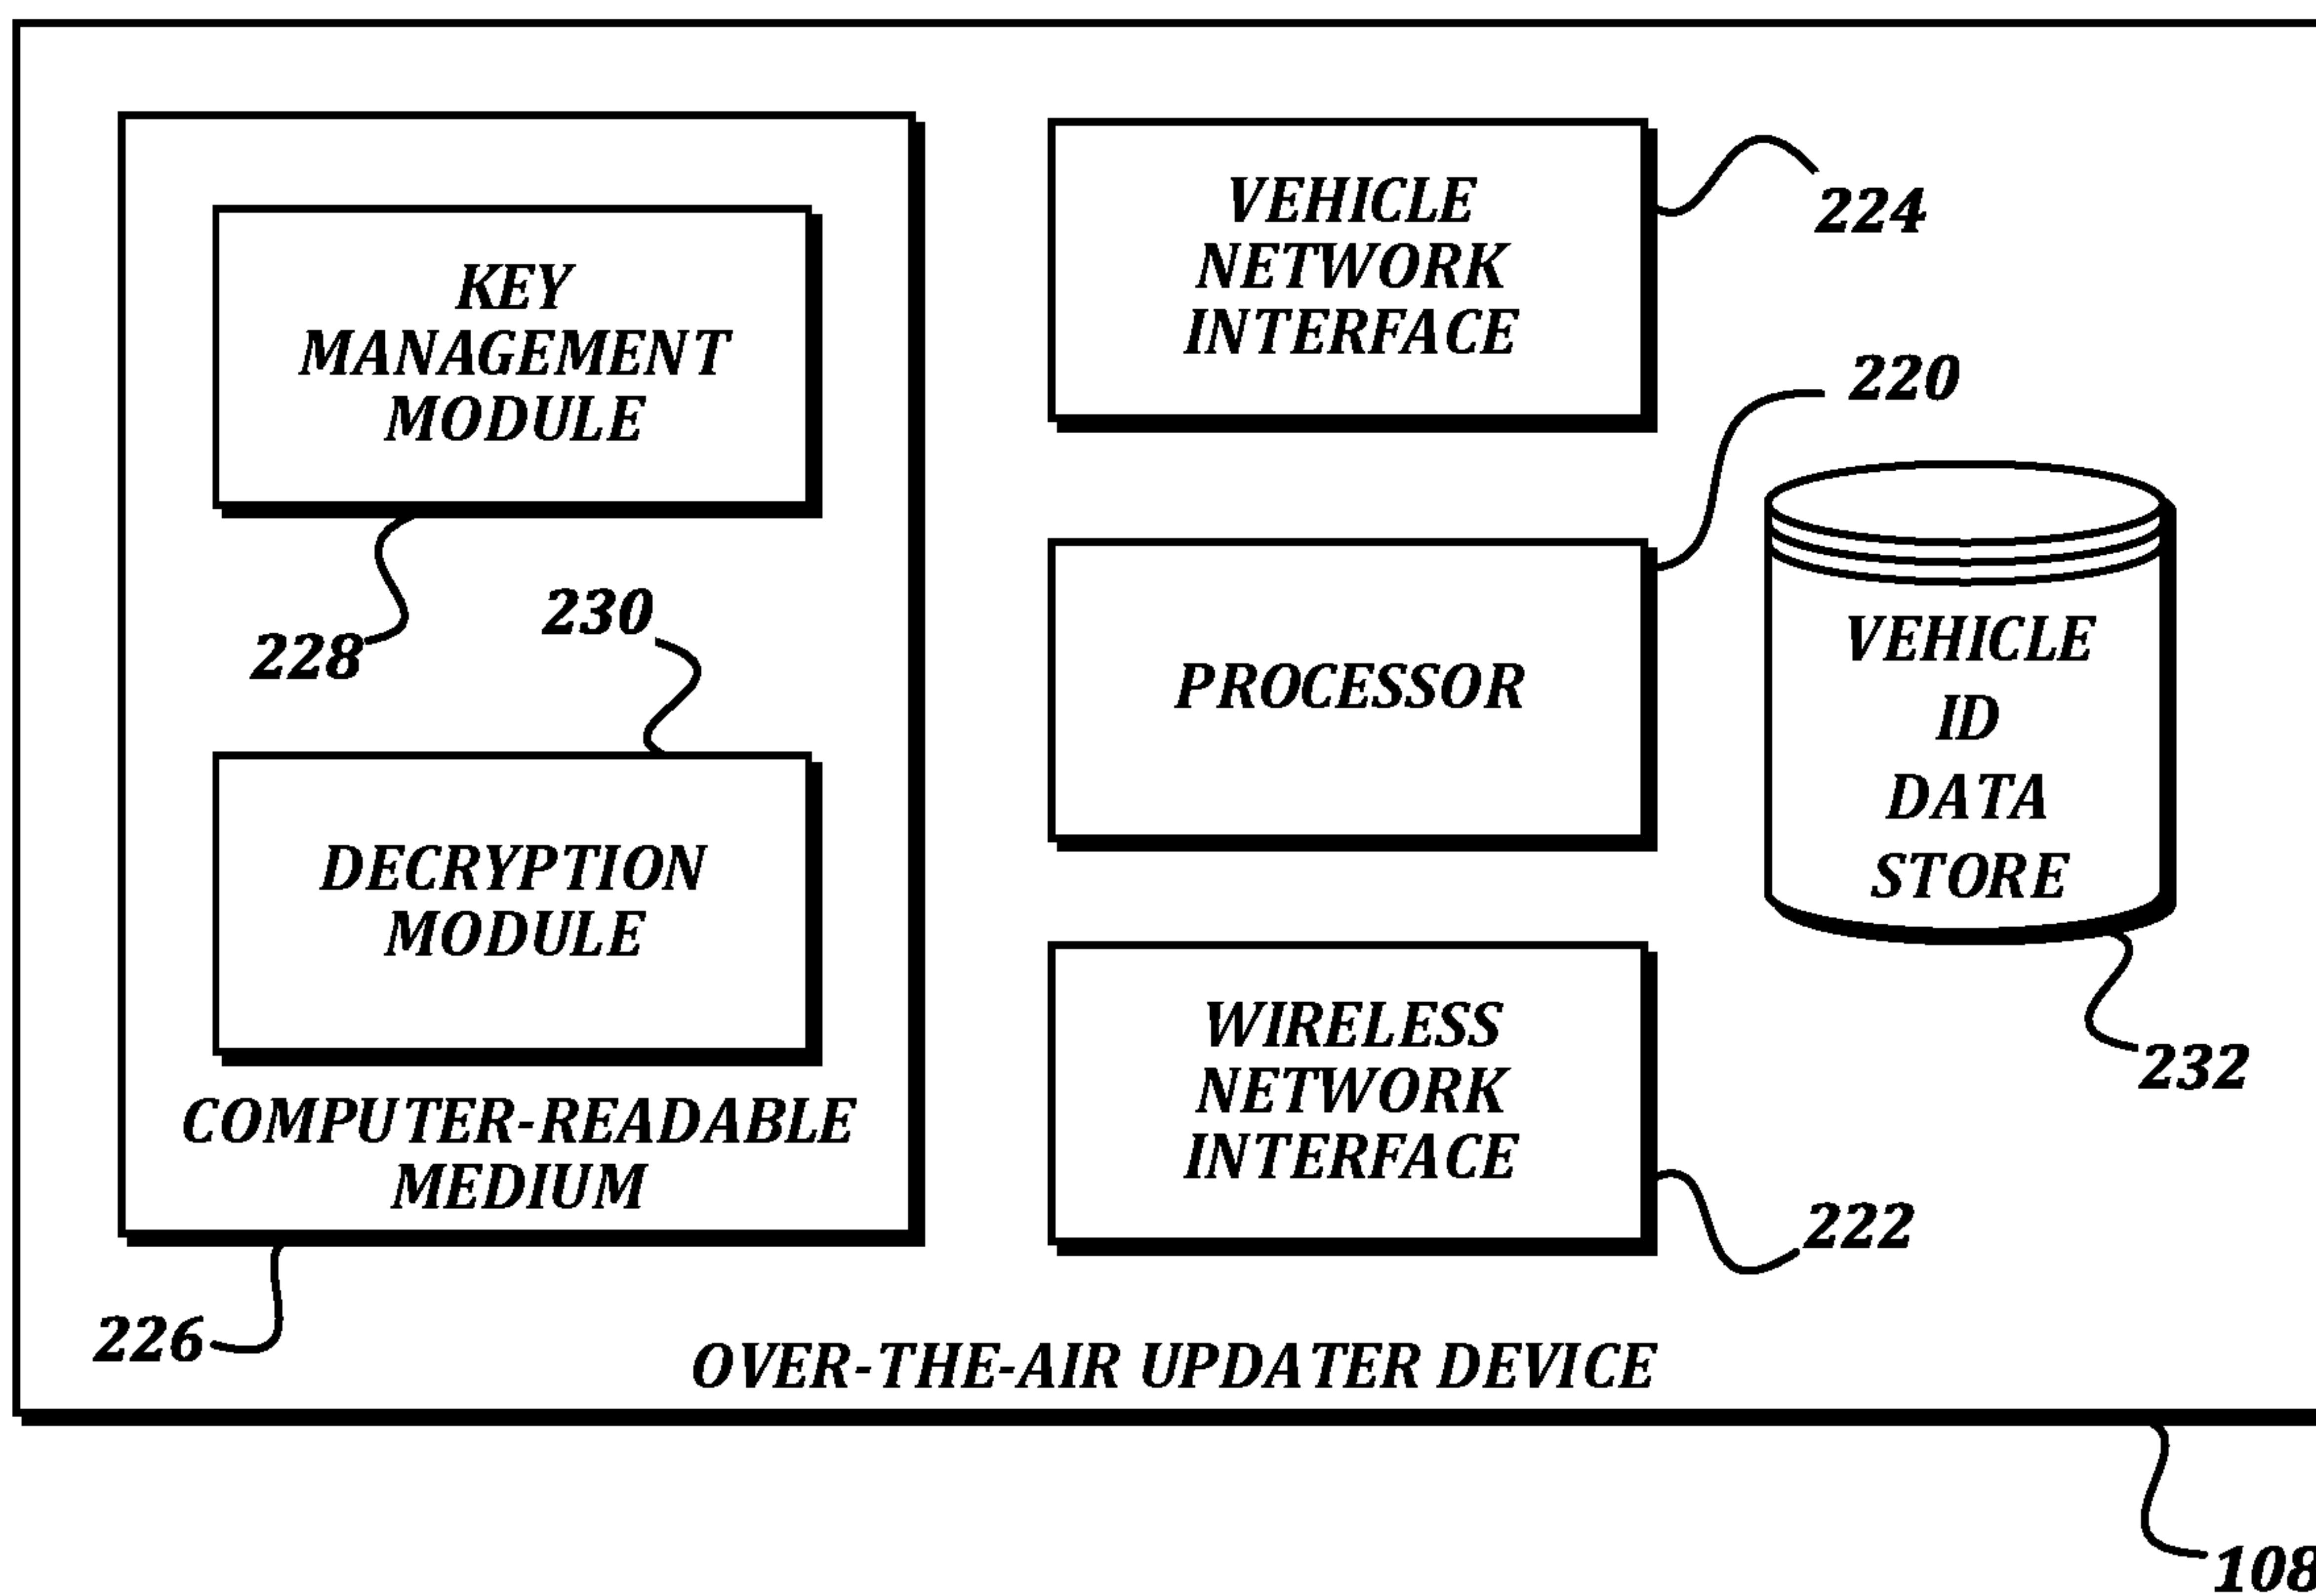 KEY
MANAGEMENT
MODULE
228
230
DECRYPTION
MODULE
COMPUTER-READABLE
MEDIUM
226
VEHICLE
NETWORK
INTERFACE
224
220
PROCESSOR
VEHICLE
ID
DATA
STORE
232
WIRELESS
NETWORK
INTERFACE
222
OVER-THE-AIR UPDATER DEVICE
108